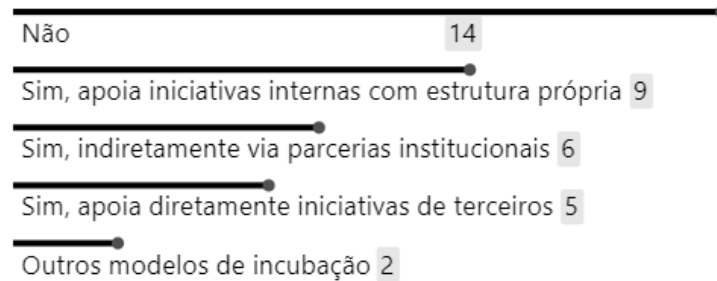 Não 14
Sim, apoia iniciativas internas com estrutura própria 9
Sim, indiretamente via parcerias institucionais 6
Sim, apoia diretamente iniciativas de terceiros 5
Outros modelos de incubação 2